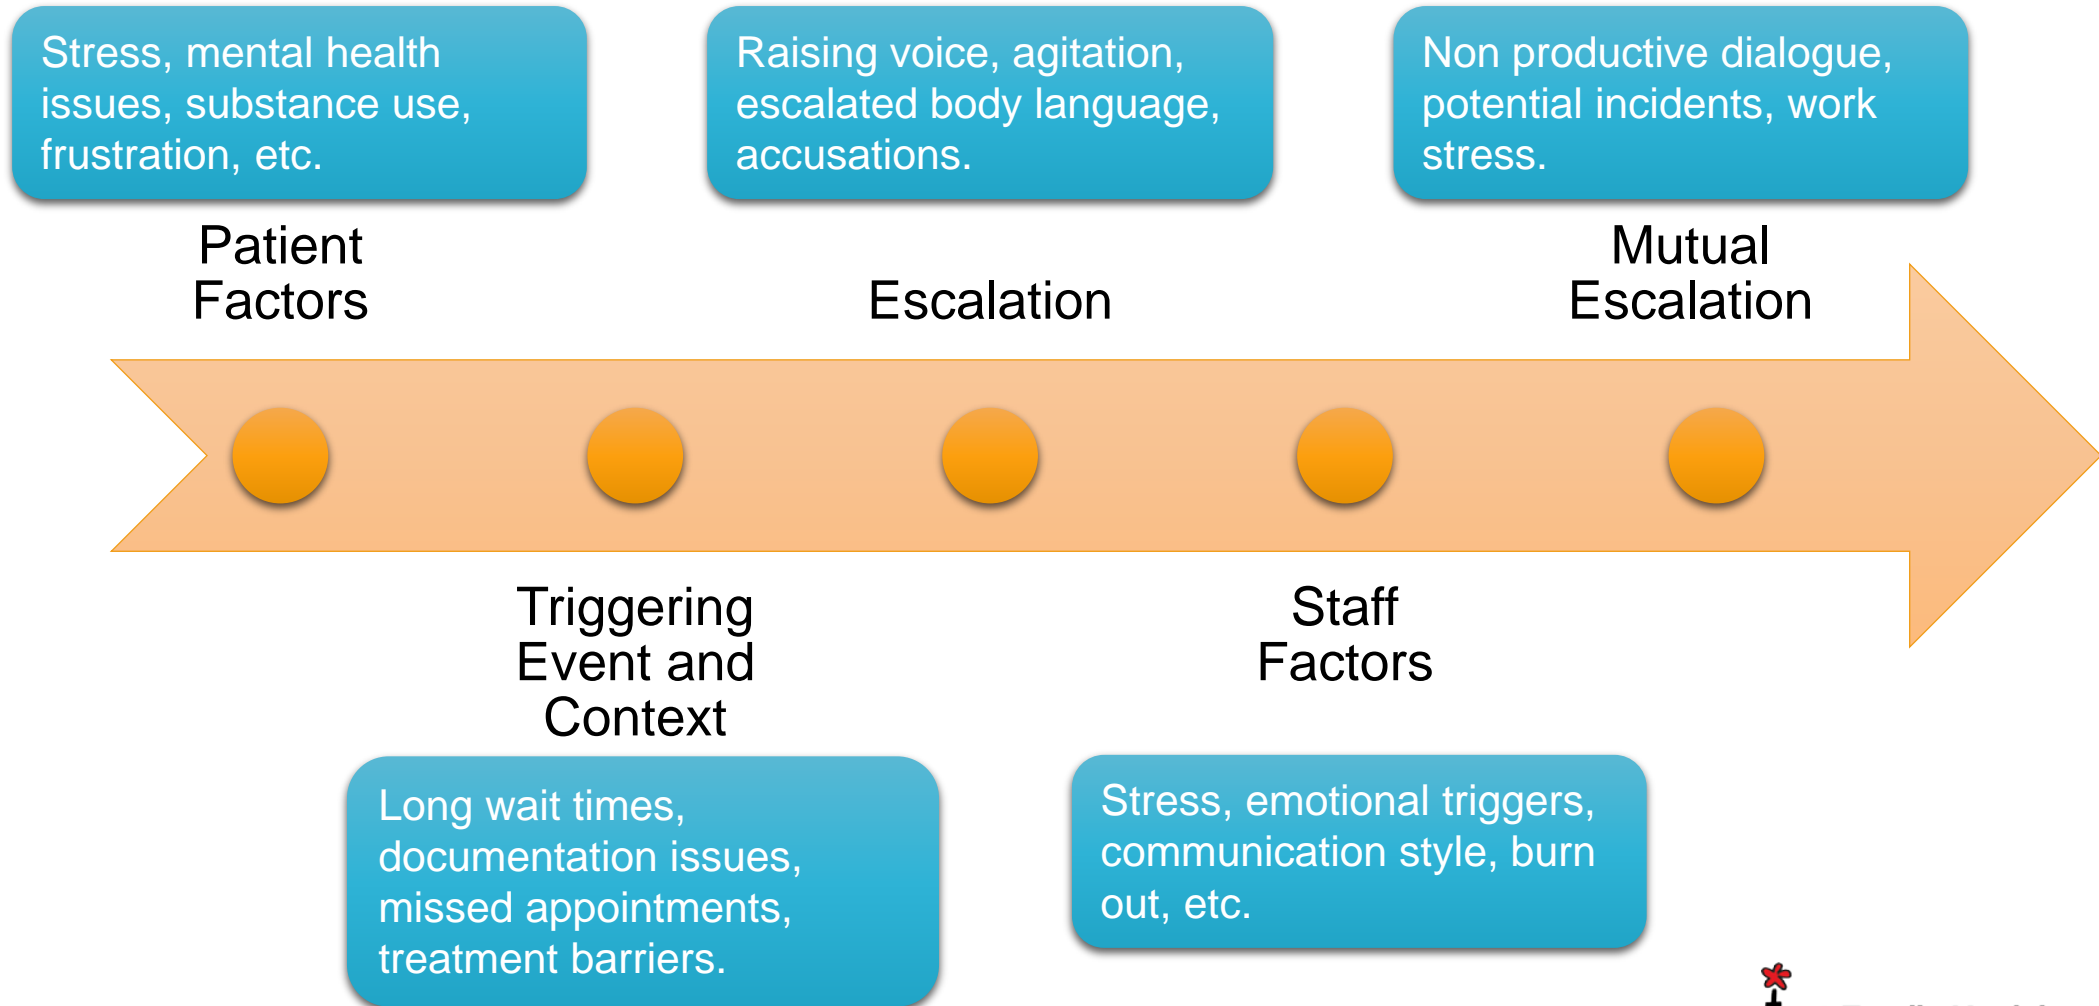 Stress, mental health
issues, substance use,
frustration, etc.
Patient
Factors
Triggering
Event and
Context
Long wait times,
documentation issues,
missed appointments,
treatment barriers.
Raising voice, agitation,
escalated body language,
accusations.
Escalation
Staff
Factors
Stress, emotional triggers,
communication style, burn
out, etc.
Non productive dialogue,
potential incidents, work
stress.
Mutual
Escalation